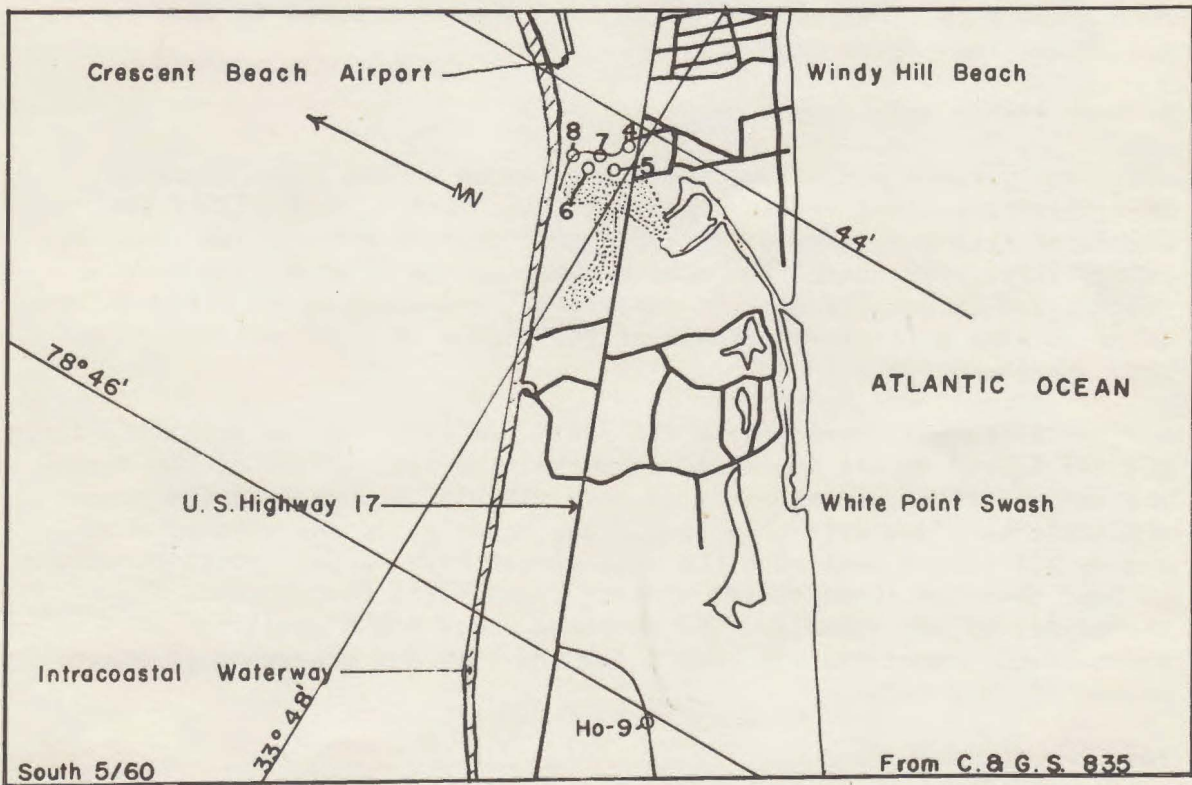 Crescent Beach Airport
Windy Hill Beach
MN
8
7
4
5
6
44'
78° 46'
ATLANTIC OCEAN
U. S. Highway 17
White Point Swash
Intracoastal Waterway
33° 48'
Ho-9
South 5/60
From C. & G. S. 835